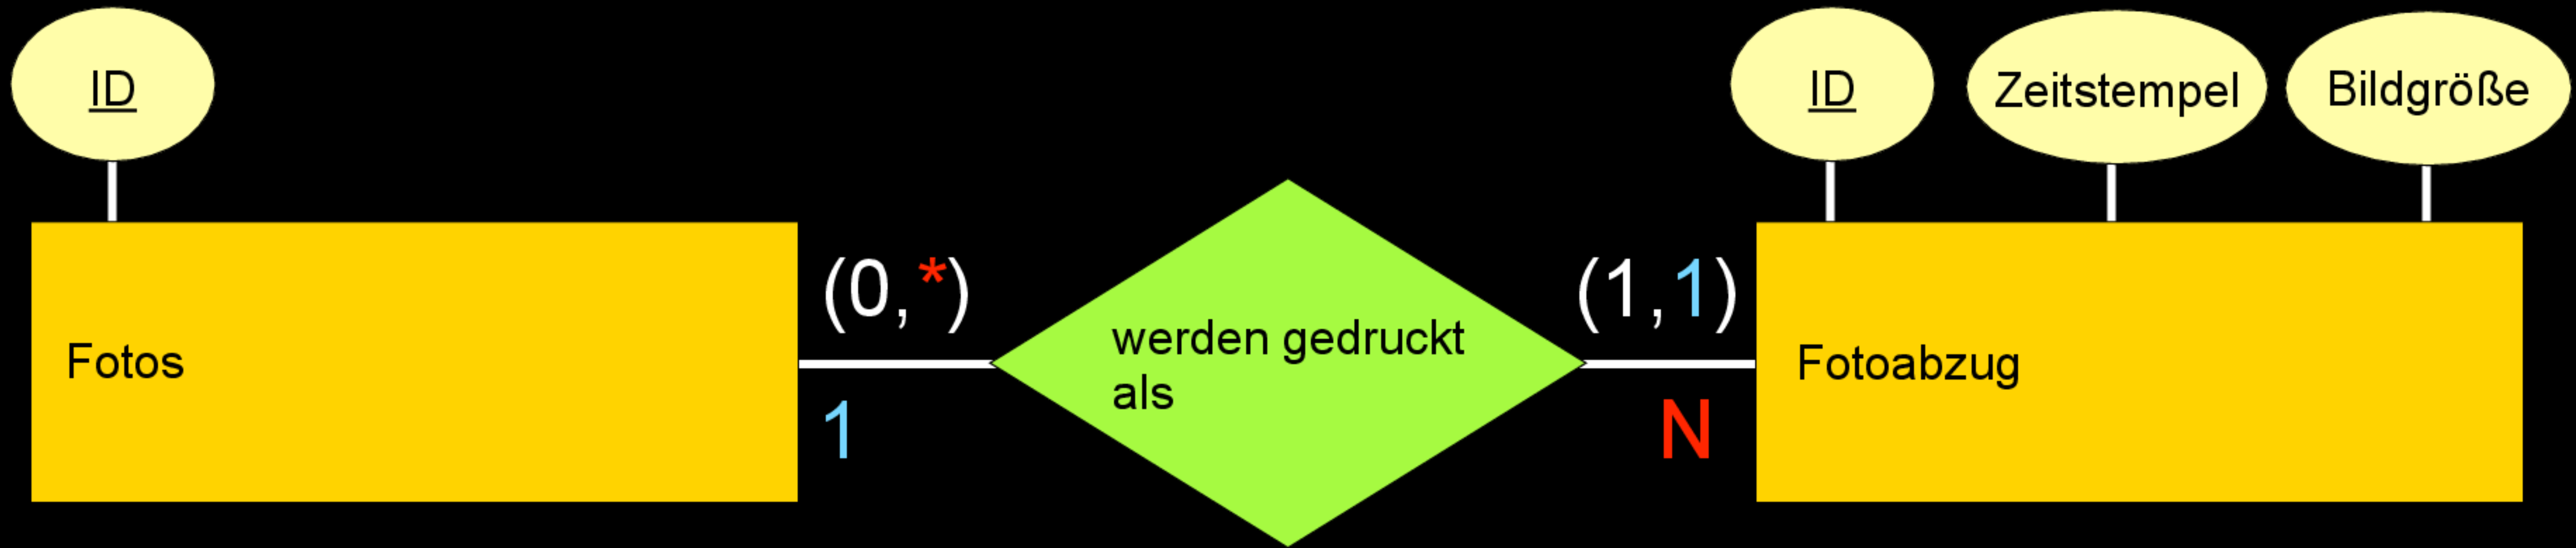 ID
ID
Zeitstempel
Bildgröße
(0,*)
(1,1)
Fotos
werden gedruckt
als
Fotoabzug
1
N